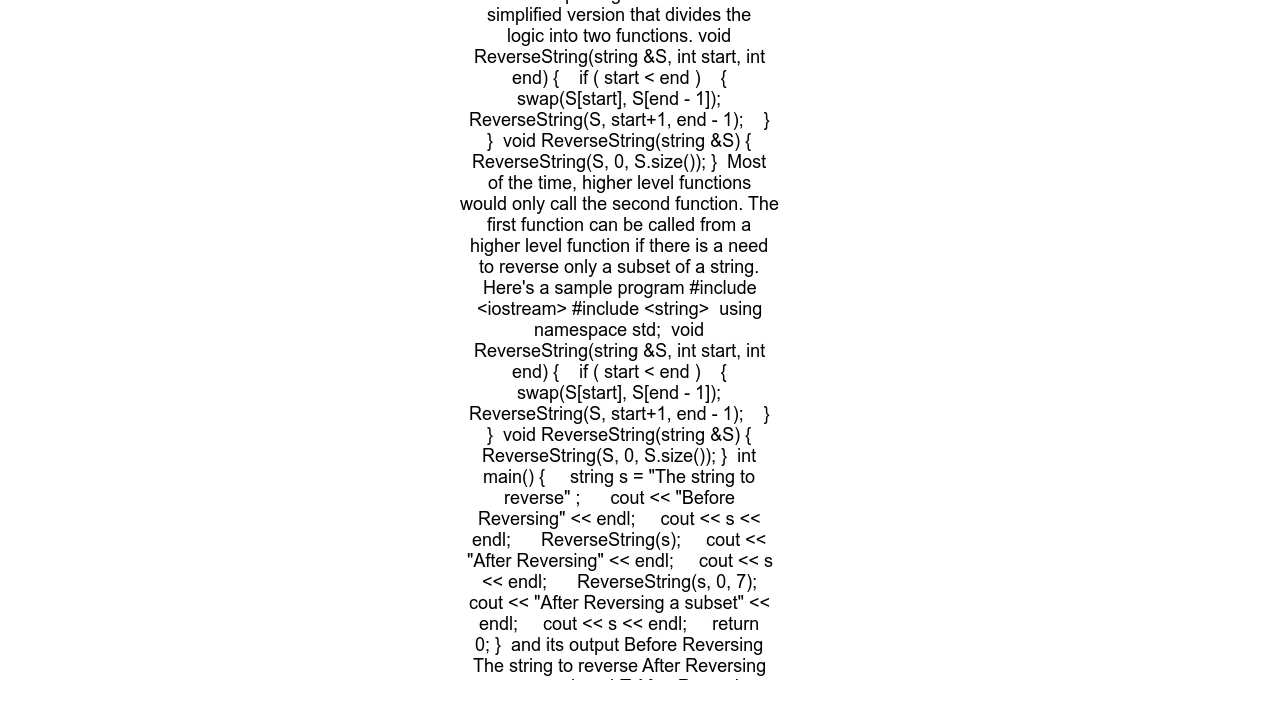 simplified version that divides the
logic into two functions. void
ReverseString(string &S, int start, int
end) {    if ( start < end )    {
swap(S[start], S[end - 1]);
ReverseString(S, start+1, end - 1);    }
}  void ReverseString(string &S) {
ReverseString(S, 0, S.size()); }  Most
of the time, higher level functions
would only call the second function. The
first function can be called from a
higher level function if there is a need
to reverse only a subset of a string.
Here's a sample program #include
<iostream> #include <string>  using
namespace std;  void
ReverseString(string &S, int start, int
end) {    if ( start < end )    {
swap(S[start], S[end - 1]);
ReverseString(S, start+1, end - 1);    }
}  void ReverseString(string &S) {
ReverseString(S, 0, S.size()); }  int
main() {     string s = "The string to
reverse" ;      cout << "Before
Reversing" << endl;     cout << s <<
endl;      ReverseString(s);     cout <<
"After Reversing" << endl;     cout << s
<< endl;      ReverseString(s, 0, 7);
cout << "After Reversing a subset" <<
endl;     cout << s << endl;     return
0; }  and its output Before Reversing
The string to reverse After Reversing